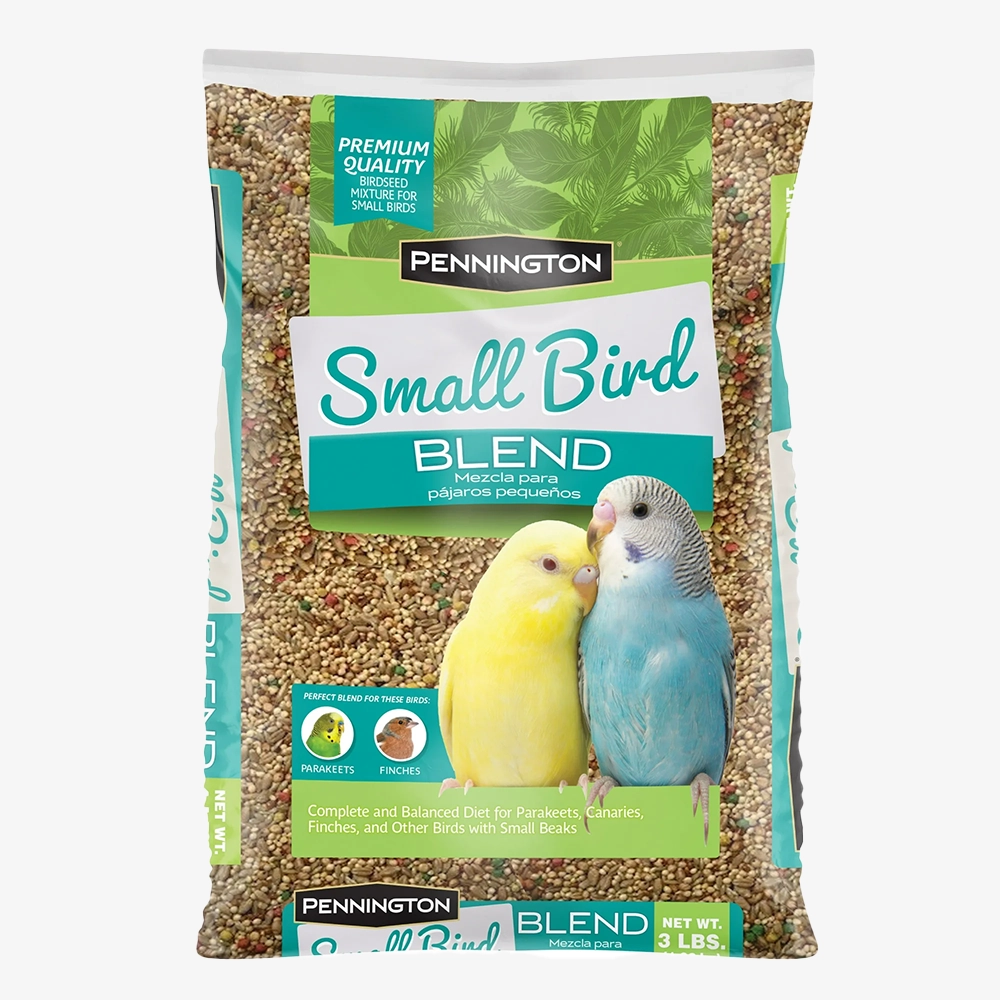 PREMIUM
QUALITY
BIRDSEED
MIXTURE FOR
SMALL BIRDS
PENNINGTON
Small Bird
BLEND
Mezcla para
pájaros pequeños
PERFECT BLEND FOR THESE BIRDS:
PARAKEETS
FINCHES
Complete and Balanced Diet for Parakeets, Canaries,
Finches, and Other Birds with Small Beaks
BLEND
NET WT.
PENNINGTON
Small Bird
BLEND
Mezcla para
NET WT.
3 LBS.